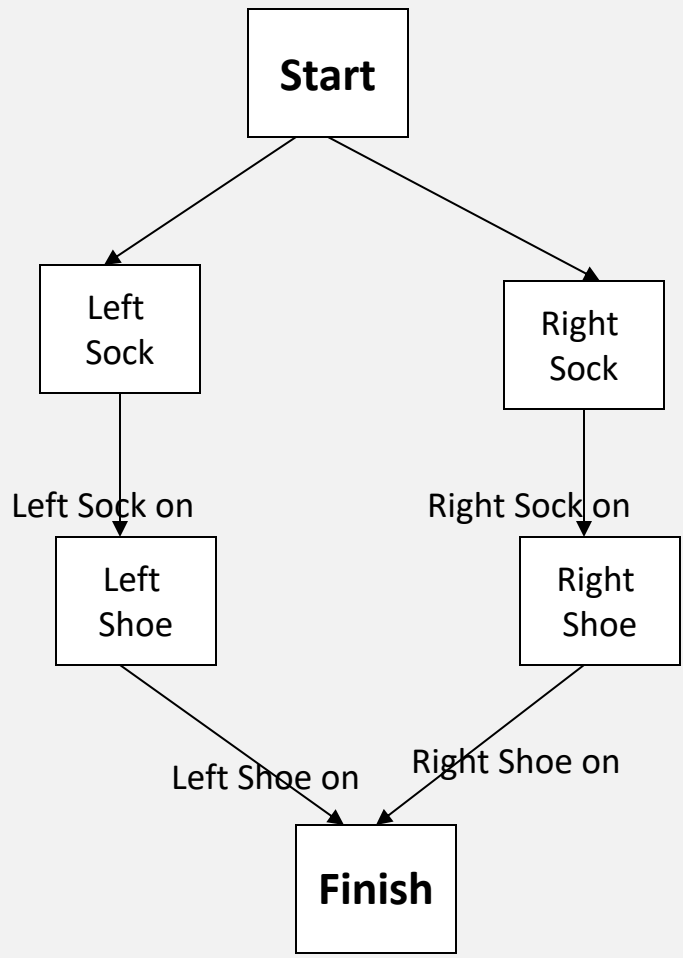 Start
Left
Sock
Right
Sock
Left Sock on
Right Sock on
Left
Shoe
Right
Shoe
Left Shoe on
Right Shoe on
Finish